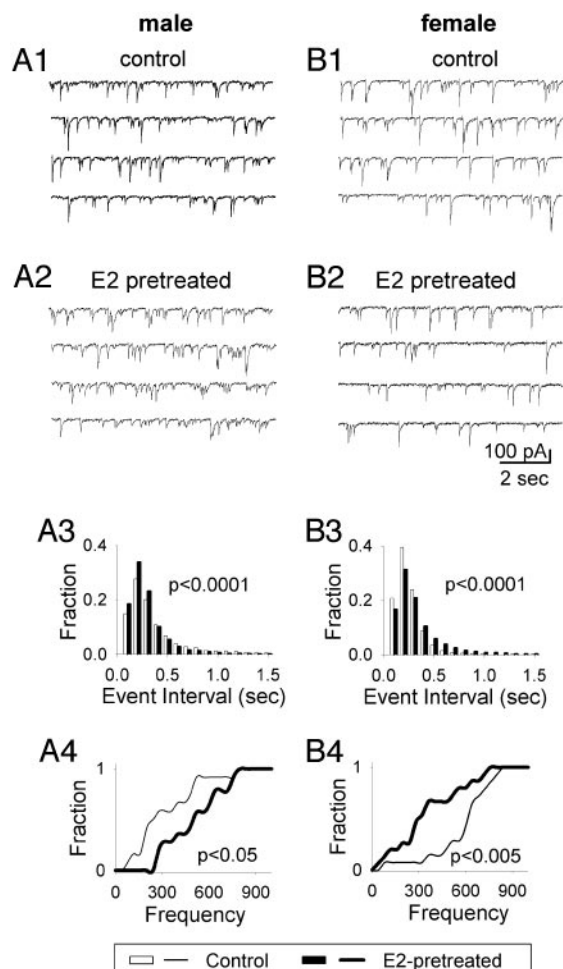 male female
A1 control B1 control
A2 E2 pretreated B2 E2 pretreated
100 pA
2 sec
A3 B3
0.4 0.4
p<0.0001 p<0.0001
Fraction Fraction
0.2 0.2
0.0 0.0
0.0 0.5 1.0 1.5 0.0 0.5 1.0 1.5
Event Interval (sec) Event Interval (sec)
A4 B4
1 1
Fraction Fraction
p<0.05 p<0.005
0 0
0 300 600 900 0 300 600 900
Frequency Frequency
Control E2-pretreated